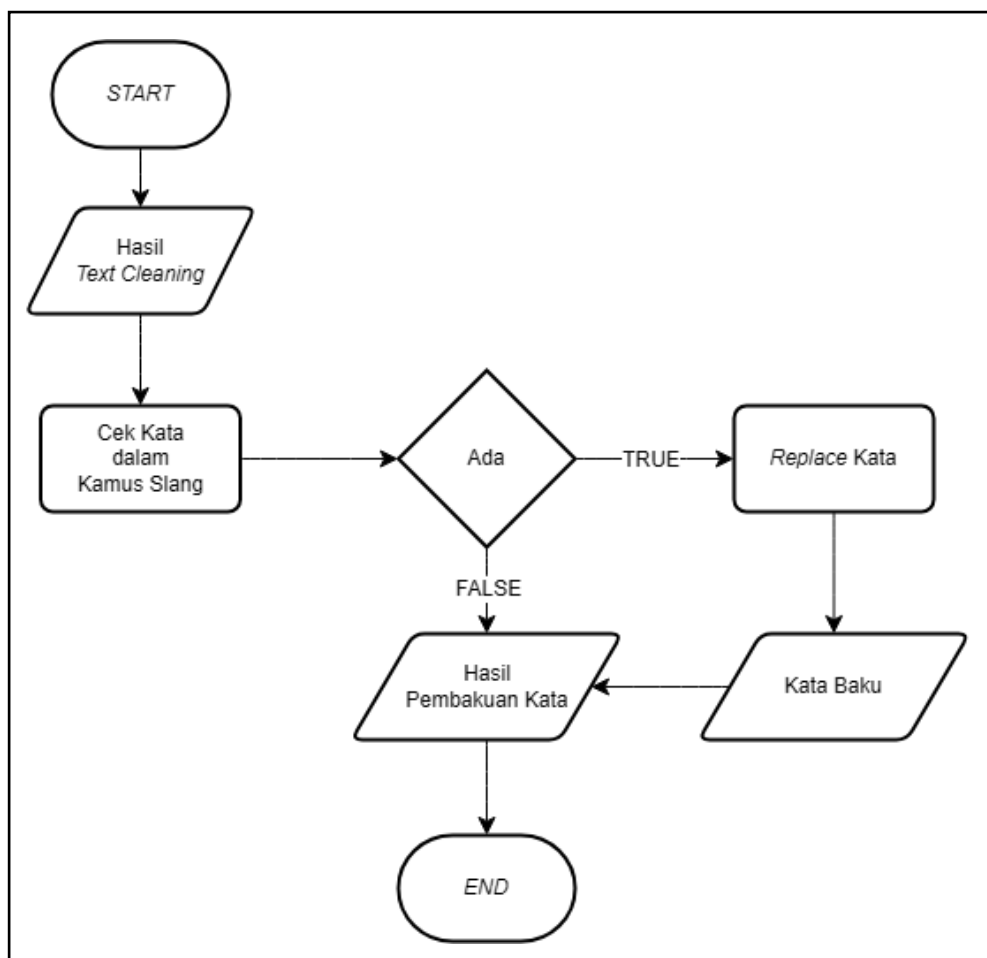 START
Hasil
Text Cleaning
Cek Kata
dalam
Kamus Slang
Ada
TRUE
Replace Kata
FALSE
Hasil
Pembakuan Kata
Kata Baku
END